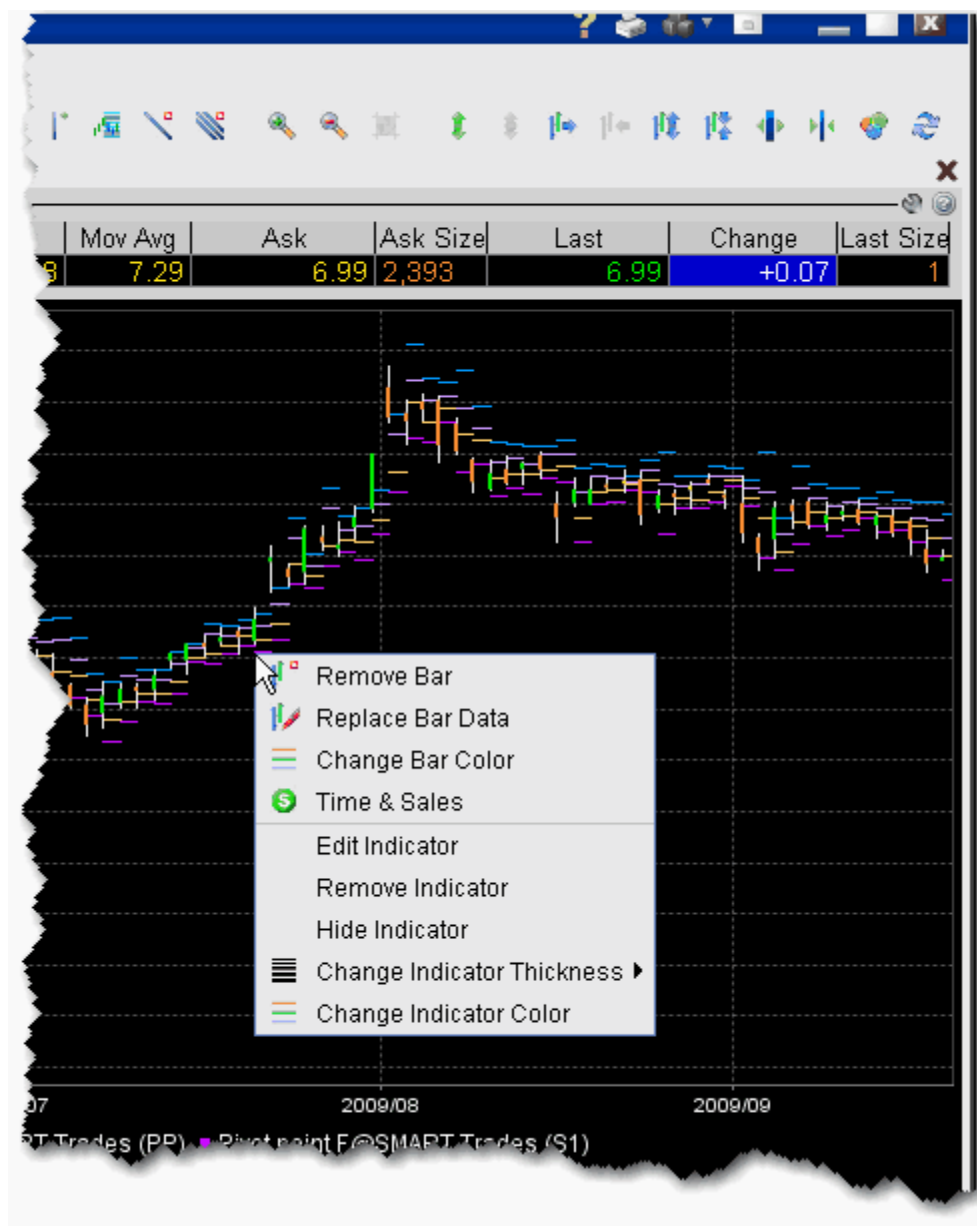 Mov Avg Ask Ask Size Last Change Last Size
8 7.29 6.99 2,393 6.99 +0.07 1
Remove Bar
Replace Bar Data
Change Bar Color
Time & Sales
Edit Indicator
Remove Indicator
Hide Indicator
Change Indicator Thickness
Change Indicator Color
07 2009/08 2009/09
RT Trades (PP) Pivot point F@SMART Trades (S1)